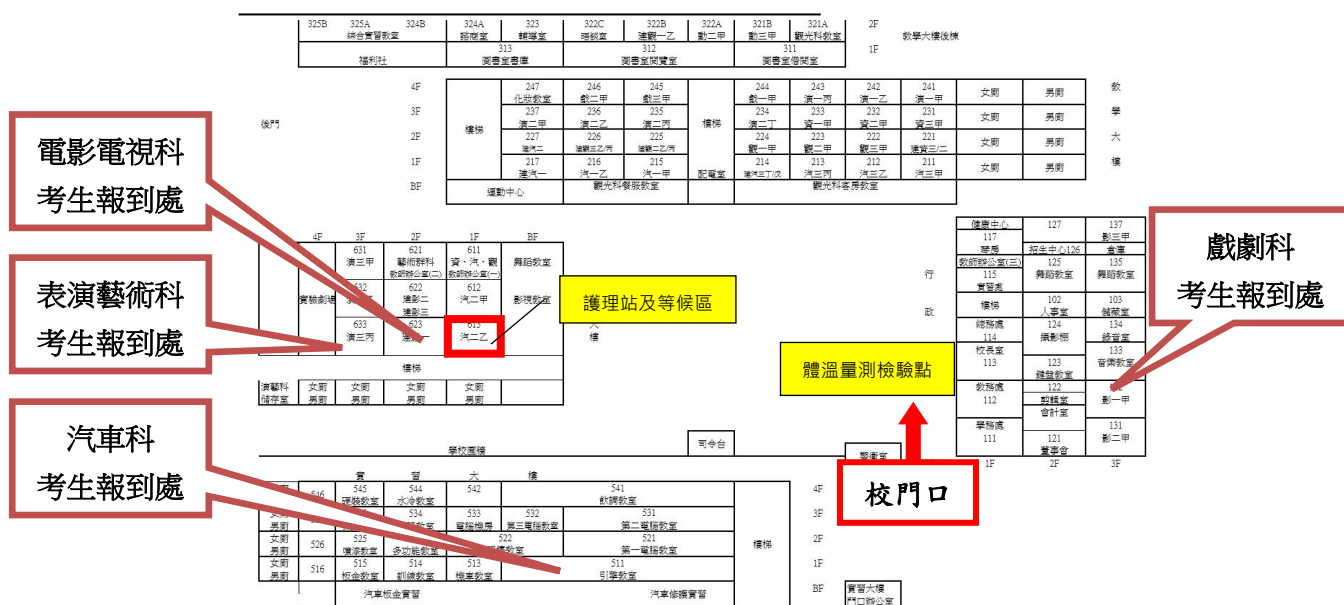 325B 325A 324B 324A 323 322C 322B 322A 321B 321A 2F
綜合實習教室 諮商室 輔導室 晤談室 建觀一乙 動二甲 動三甲 觀光科教室 教學大樓後棟
313 312 311 1F
福利社 圖書室書庫 圖書室閱覽室 圖書室借閱室
4F 247 246 245 244 243 242 241 女廁 男廁 教
化妝教室 戲二甲 戲三甲 戲一甲 演一丙 演一乙 演一甲
後門 3F 樓梯 237 236 235 樓梯 234 233 232 231 女廁 男廁 學
演二甲 演二乙 演二丙 演二丁 資一甲 資二甲 資三甲
2F 227 226 225 224 223 222 221 女廁 男廁 大
建汽二 建觀三乙/丙 建觀二乙/丙 觀一甲 觀二甲 觀三甲 建資三/二
1F 217 216 215 214 213 212 211 女廁 男廁 樓
建汽一 汽一乙 汽一甲 配電室 建汽三丁/戊 汽三丙 汽三乙 汽三甲
BF 運動中心 觀光科餐服教室 觀光科客房教室
電影電視科
考生報到處
表演藝術科
考生報到處
汽車科
考生報到處
4F 3F 2F 1F BF
631 621 611
演三甲 藝術群科 資、汽、觀 舞蹈教室
教師辦公室(二) 教師辦公室(一)
實驗劇場 632 622 612 影視教室
建影二 汽二甲
建影三
633 623 613 大
演三丙 汽二乙 樓
樓梯
演藝科 女廁 女廁 女廁 女廁
儲存室 男廁 男廁 男廁 男廁
護理站及等候區
體溫量測檢驗點
校門口
戲劇科
考生報到處
行
政
健康中心 127 137
117 影三甲
琴房 招生中心126 倉庫
教師辦公室(三) 125 135
115 舞蹈教室 舞蹈教室
實習處
樓梯 102 103
人事室 儲藏室
總務處 124 134
114 攝影棚 錄音室
校長室 133
113 123 音樂教室
鍵盤教室
教務處 122
112 剪輯室 影一甲
會計室
學務處 131
111 121 影二甲
董事會
1F 2F 3F
學校圍牆 司令台 警衛室
實 習 大 樓
546 545 544 542 541 4F
硬裝教室 水冷教室 飲調教室
女廁 534 533 532 531 3F
男廁 電腦機房 第三電腦教室 第二電腦教室
女廁 526 525 522 521 樓梯 2F
男廁 噴漆教室 多功能教室 第一電腦教室
女廁 516 515 514 513 511 1F
男廁 板金教室 訓練教室 機車教室 引擎教室
汽車板金實習 汽車修護實習 BF 實習大樓
門口辦公室